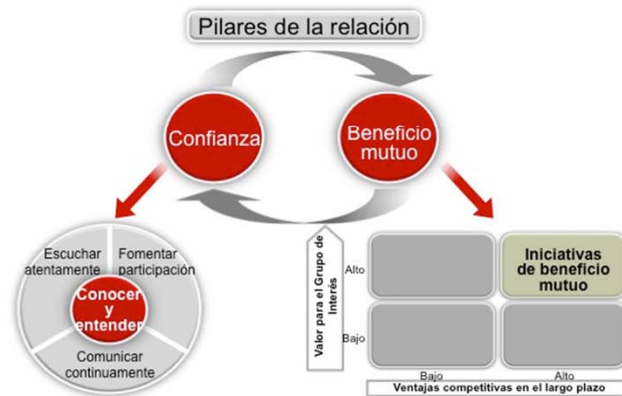 Pilares de la relación
Confianza
Beneficio
mutuo
Escuchar
atentamente
Fomentar
participación
Conocer
y
entender
Comunicar
continuamente
Valor para el Grupo de
Interés
Alto
Bajo
Iniciativas
de beneficio
mutuo
Bajo
Alto
Ventajas competitivas en el largo plazo